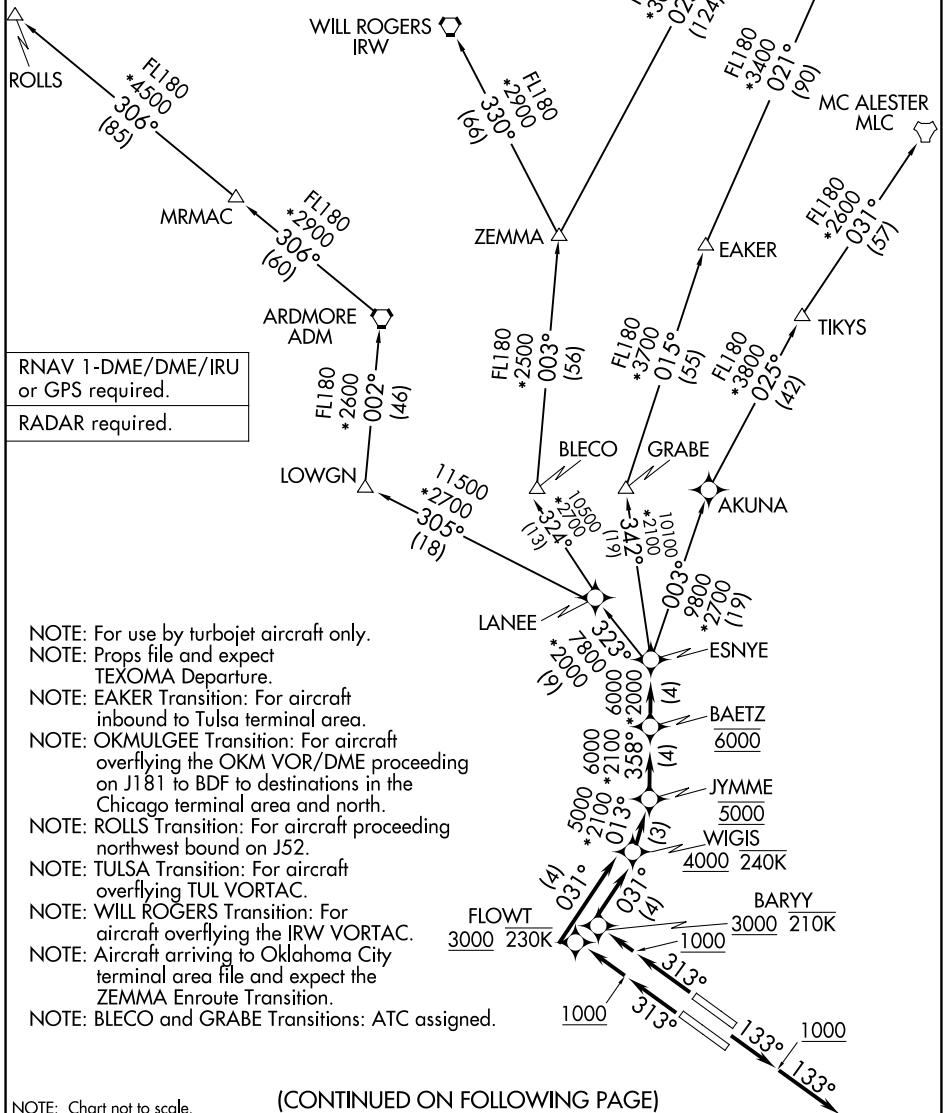 WILL ROGERS
IRW
*30
02
(124)
ROLLS
FL180
*4500
306°
(85)
FL180
*2900
330°
(66)
FL180
*3400
021°
(90)
MC ALESTER
MLC
MRMAC
FL180
*2900
306°
(60)
ZEMMA
EAKER
FL180
*2600
031°
(57)
ARDMORE
ADM
TIKYS
RNAV 1-DME/DME/IRU
or GPS required.
RADAR required.
FL180
*2600
002°
(46)
FL180
*2500
003°
(56)
FL180
*3700
015°
(55)
FL180
*3800
025°
(42)
BLECO
GRABE
LOWGN
AKUNA
11500
*2700
305°
(18)
10500
*2700
324°
(13)
10100
*2100
342°
(19)
003°
9800
*2700
(19)
LANEE
323°
7800
*2000
(9)
ESNYE
6000
*2000
(4)
BAETZ
6000
6000
*2100
358°
(4)
JYMME
5000
5000
*2100
013°
(3)
WIGIS
4000 240K
(4)
031°
031°
(4)
BARYY
3000 210K
FLOWT
3000 230K
1000
313°
1000
313°
133°
1000
133°
NOTE: For use by turbojet aircraft only.
NOTE: Props file and expect
TEXOMA Departure.
NOTE: EAKER Transition: For aircraft
inbound to Tulsa terminal area.
NOTE: OKMULGEE Transition: For aircraft
overflying the OKM VOR/DME proceeding
on J181 to BDF to destinations in the
Chicago terminal area and north.
NOTE: ROLLS Transition: For aircraft proceeding
northwest bound on J52.
NOTE: TULSA Transition: For aircraft
overflying TUL VORTAC.
NOTE: WILL ROGERS Transition: For
aircraft overflying the IRW VORTAC.
NOTE: Aircraft arriving to Oklahoma City
terminal area file and expect the
ZEMMA Enroute Transition.
NOTE: BLECO and GRABE Transitions: ATC assigned.
NOTE: Chart not to scale.
(CONTINUED ON FOLLOWING PAGE)